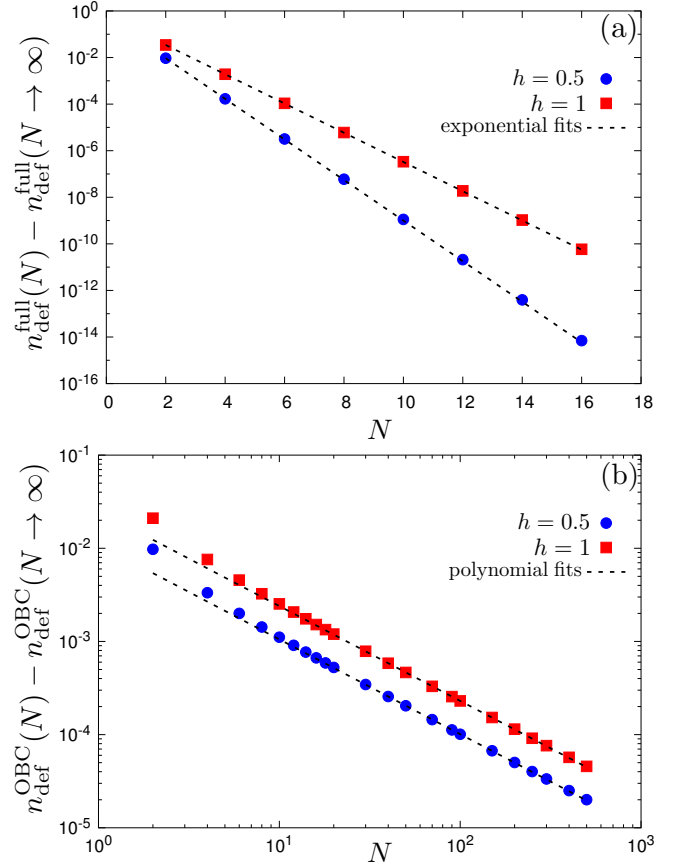 (a)
n_def^full(N) − n_def^full(N → ∞)
10^0
10^-2
10^-4
10^-6
10^-8
10^-10
10^-12
10^-14
10^-16
h = 0.5
h = 1
exponential fits
0 2 4 6 8 10 12 14 16 18
N
(b)
n_def^OBC(N) − n_def^OBC(N → ∞)
10^-1
10^-2
10^-3
10^-4
10^-5
h = 0.5
h = 1
polynomial fits
10^0 10^1 10^2 10^3
N